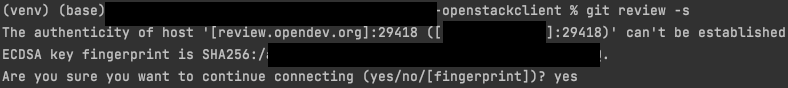 (venv) (base) -openstackclient % git review -s
The authenticity of host '[review.opendev.org]:29418 ([ ]:29418)' can't be established
ECDSA key fingerprint is SHA256:/ .
Are you sure you want to continue connecting (yes/no/[fingerprint])? yes